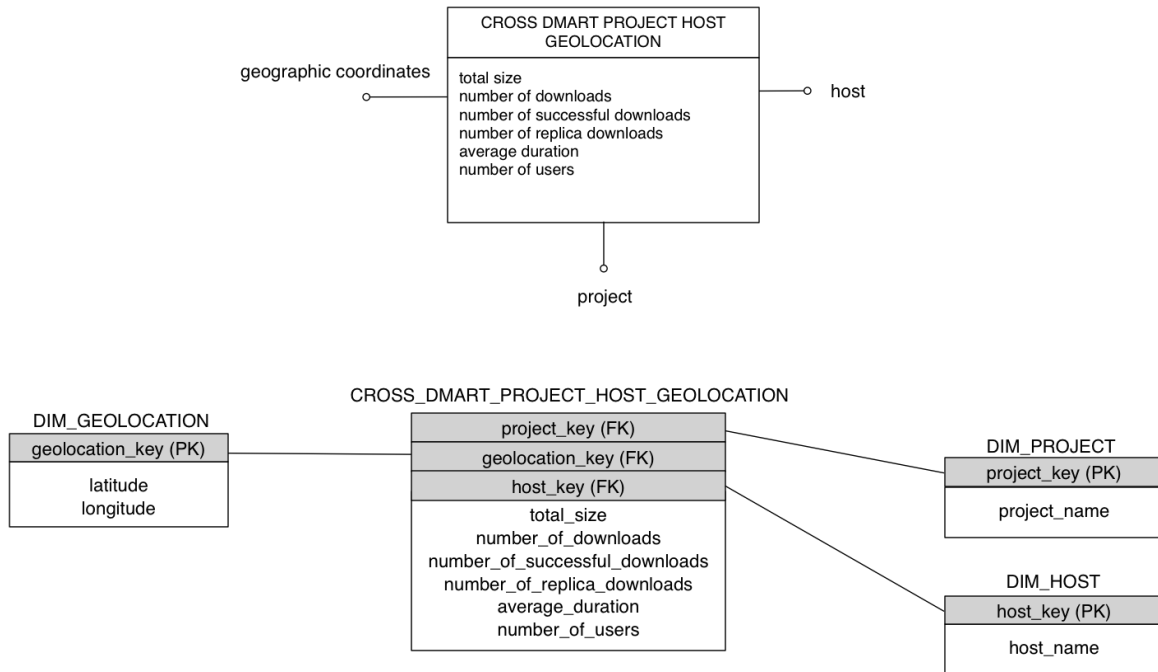 CROSS DMART PROJECT HOST
GEOLOCATION
geographic coordinates
total size
number of downloads
number of successful downloads
number of replica downloads
average duration
number of users
host
project
CROSS_DMART_PROJECT_HOST_GEOLOCATION
DIM_GEOLOCATION
geolocation_key (PK)
latitude
longitude
project_key (FK)
geolocation_key (FK)
host_key (FK)
total_size
number_of_downloads
number_of_successful_downloads
number_of_replica_downloads
average_duration
number_of_users
DIM_PROJECT
project_key (PK)
project_name
DIM_HOST
host_key (PK)
host_name